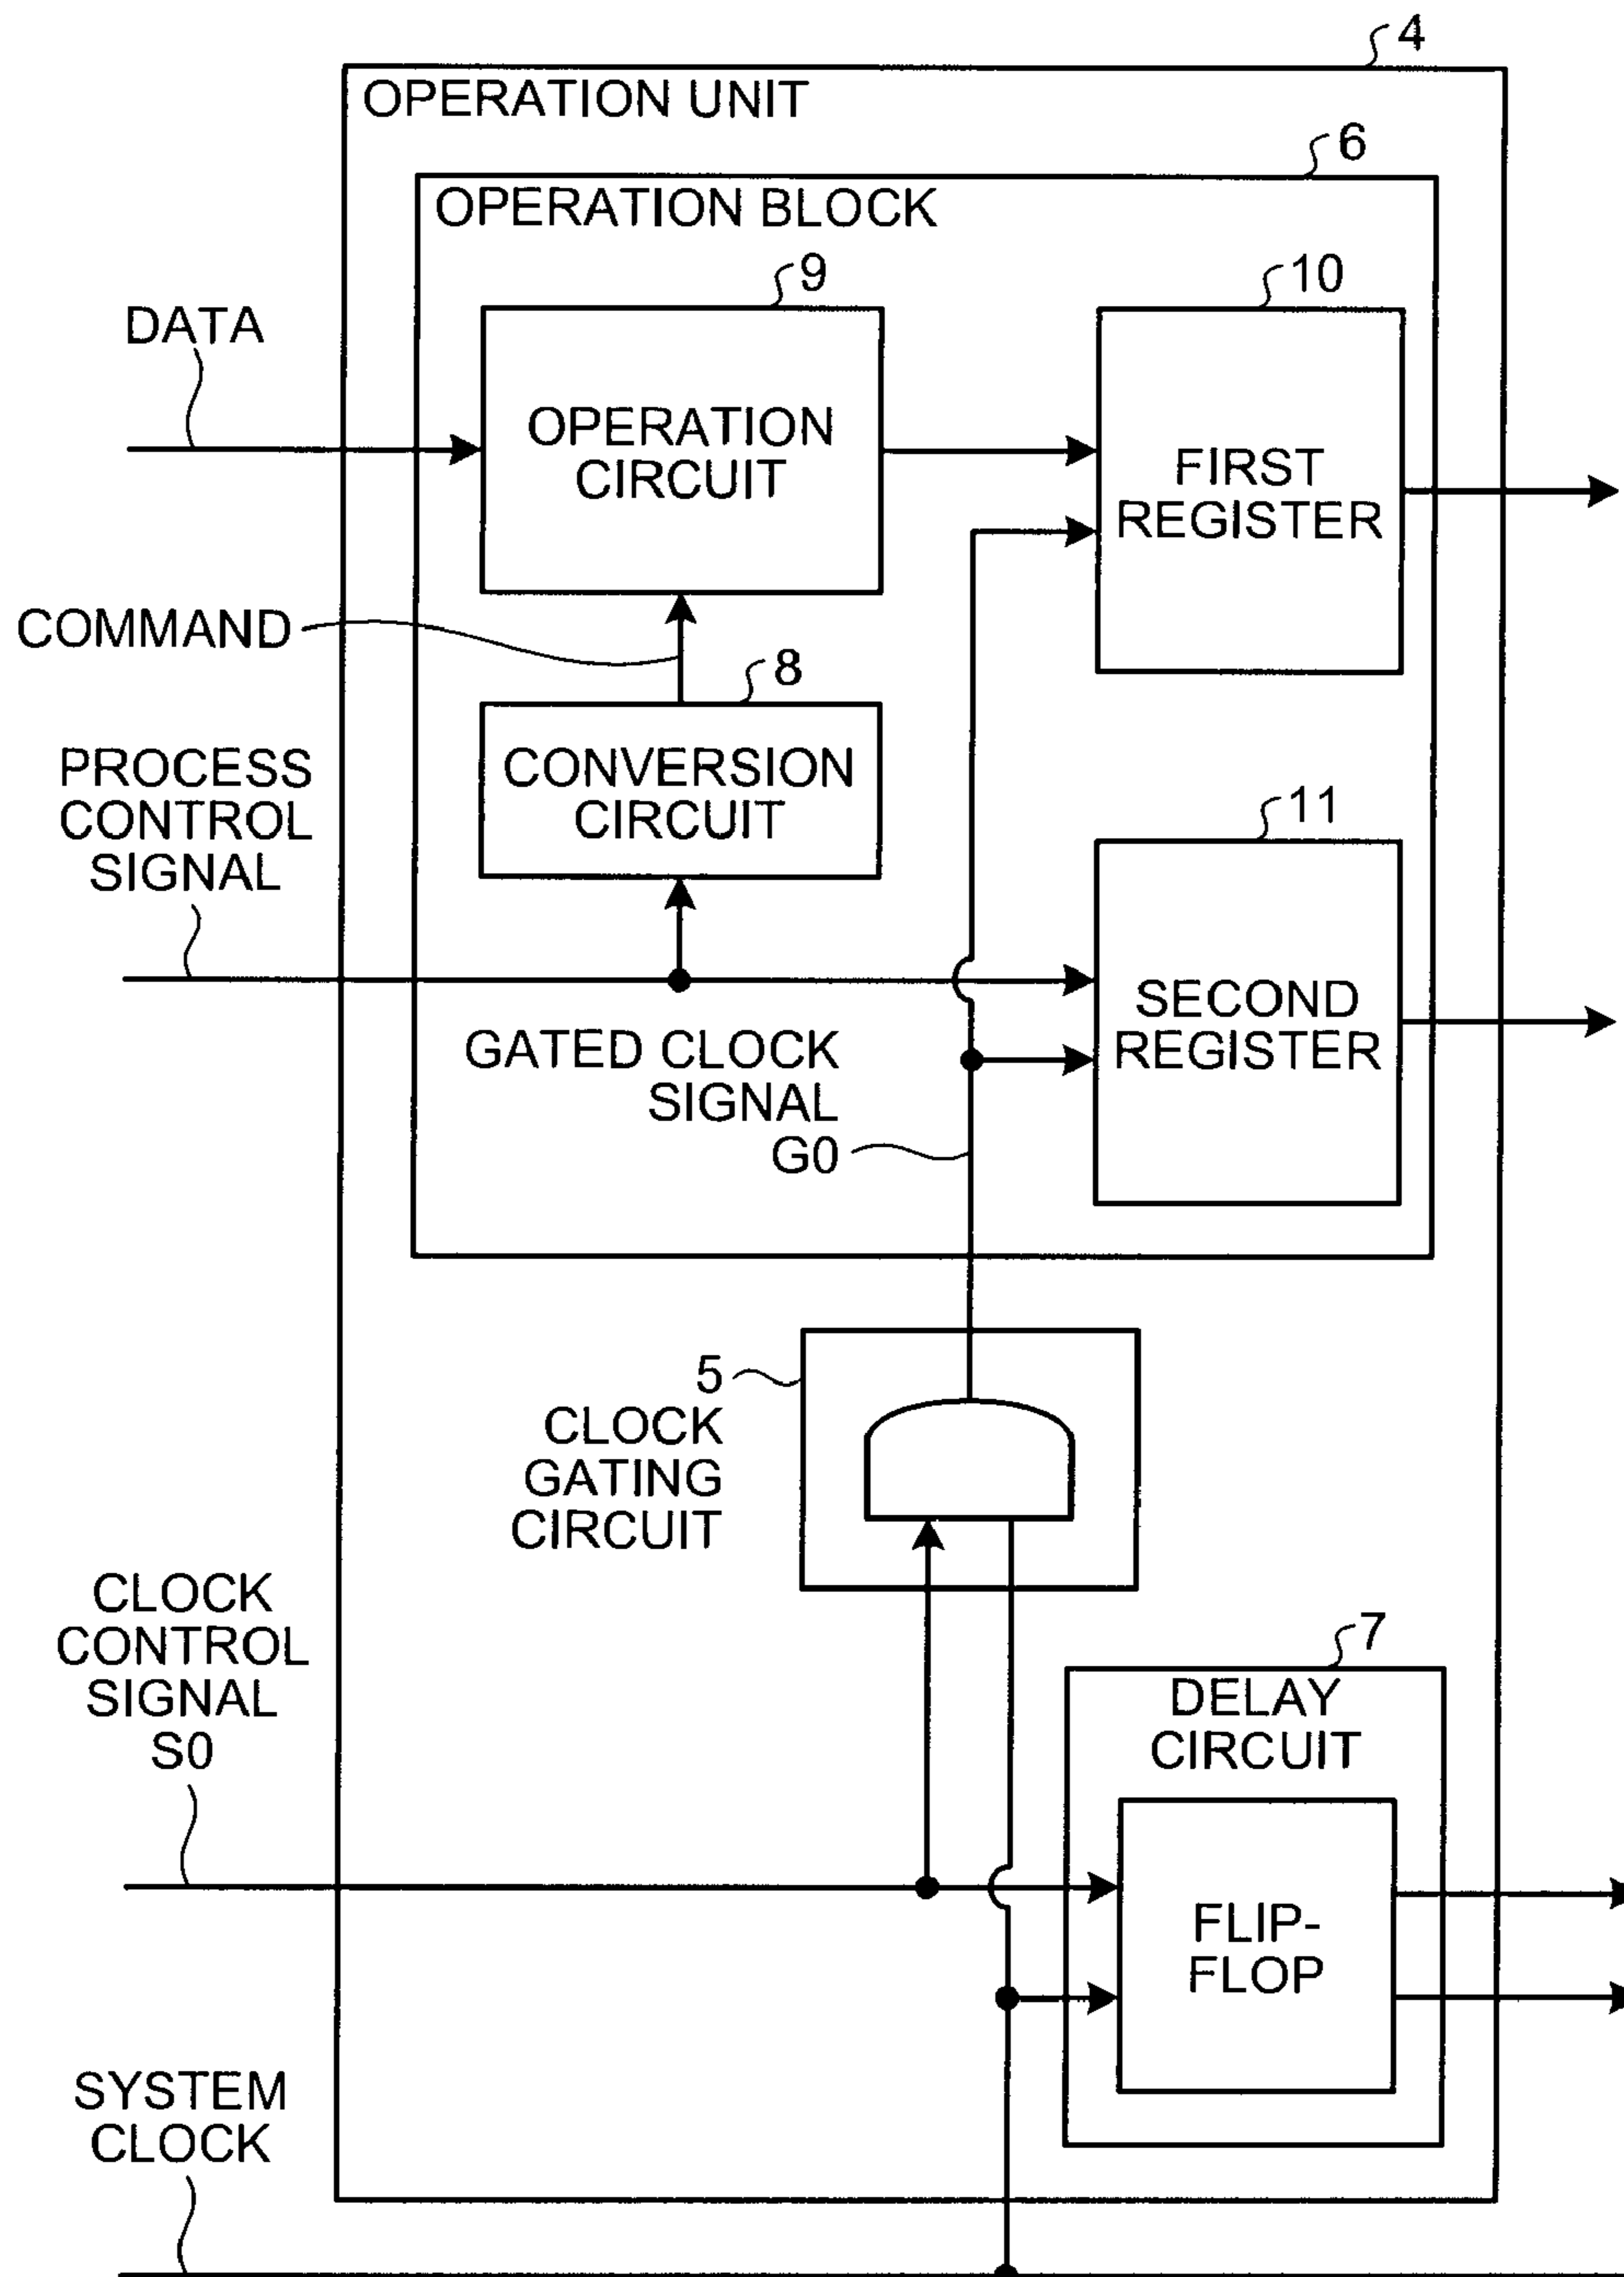 4
OPERATION UNIT
6
OPERATION BLOCK
9
10
DATA
OPERATION
CIRCUIT
FIRST
REGISTER
COMMAND
8
PROCESS
CONTROL
SIGNAL
CONVERSION
CIRCUIT
11
SECOND
REGISTER
GATED CLOCK
SIGNAL
G0
5
CLOCK
GATING
CIRCUIT
CLOCK
CONTROL
SIGNAL
S0
7
DELAY
CIRCUIT
FLIP-
FLOP
SYSTEM
CLOCK